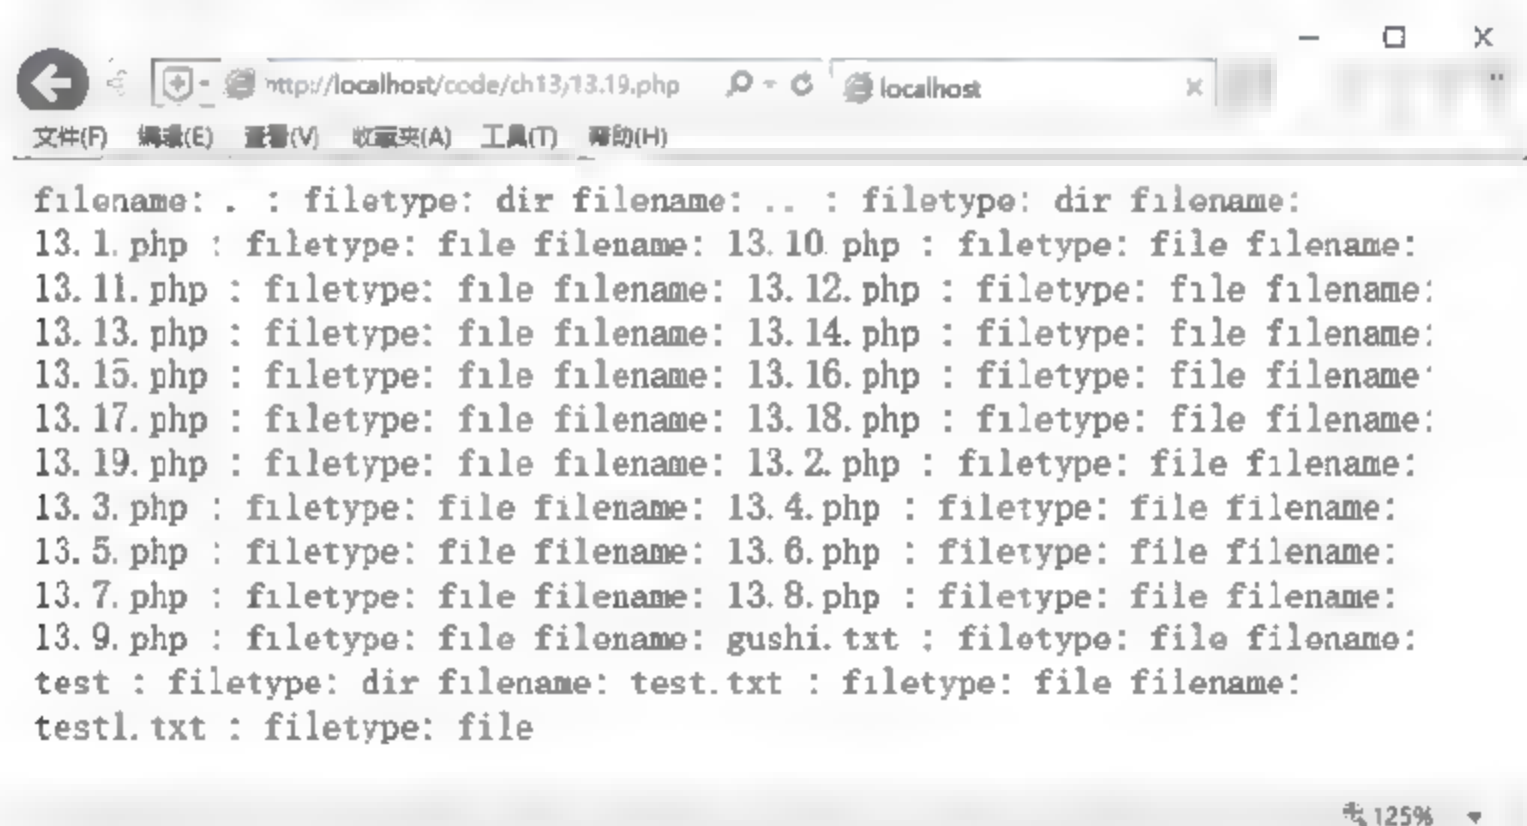 http://localhost/code/ch13/13.19.php
localhost
文件(F) 编辑(E) 查看(V) 收藏夹(A) 工具(T) 帮助(H)
filename: . : filetype: dir filename: .. : filetype: dir filename:
13.1.php : filetype: file filename: 13.10.php : filetype: file filename:
13.11.php : filetype: file filename: 13.12.php : filetype: file filename:
13.13.php : filetype: file filename: 13.14.php : filetype: file filename:
13.15.php : filetype: file filename: 13.16.php : filetype: file filename:
13.17.php : filetype: file filename: 13.18.php : filetype: file filename:
13.19.php : filetype: file filename: 13.2.php : filetype: file filename:
13.3.php : filetype: file filename: 13.4.php : filetype: file filename:
13.5.php : filetype: file filename: 13.6.php : filetype: file filename:
13.7.php : filetype: file filename: 13.8.php : filetype: file filename:
13.9.php : filetype: file filename: gushi.txt : filetype: file filename:
test : filetype: dir filename: test.txt : filetype: file filename:
test1.txt : filetype: file
125%